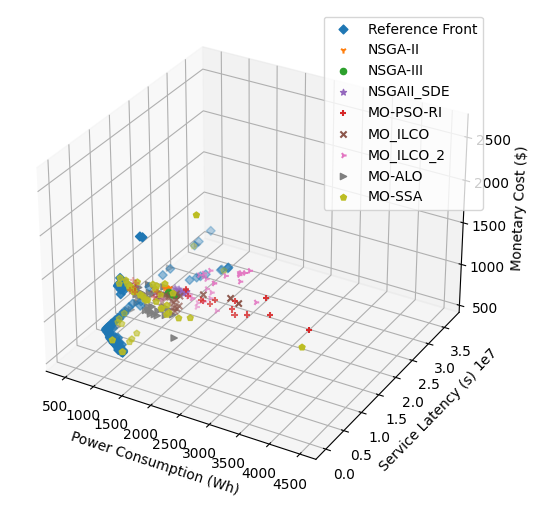 Reference Front
NSGA-II
NSGA-III
NSGAII_SDE
MO-PSO-RI
MO_ILCO
MO_ILCO_2
MO-ALO
MO-SSA
2500
2000
1500
1000
500
Monetary Cost ($)
3.5
3.0
2.5
2.0
1.5
1.0
0.5
0.0
Service Latency (s) 1e7
500
1000
1500
2000
2500
3000
3500
4000
4500
Power Consumption (Wh)